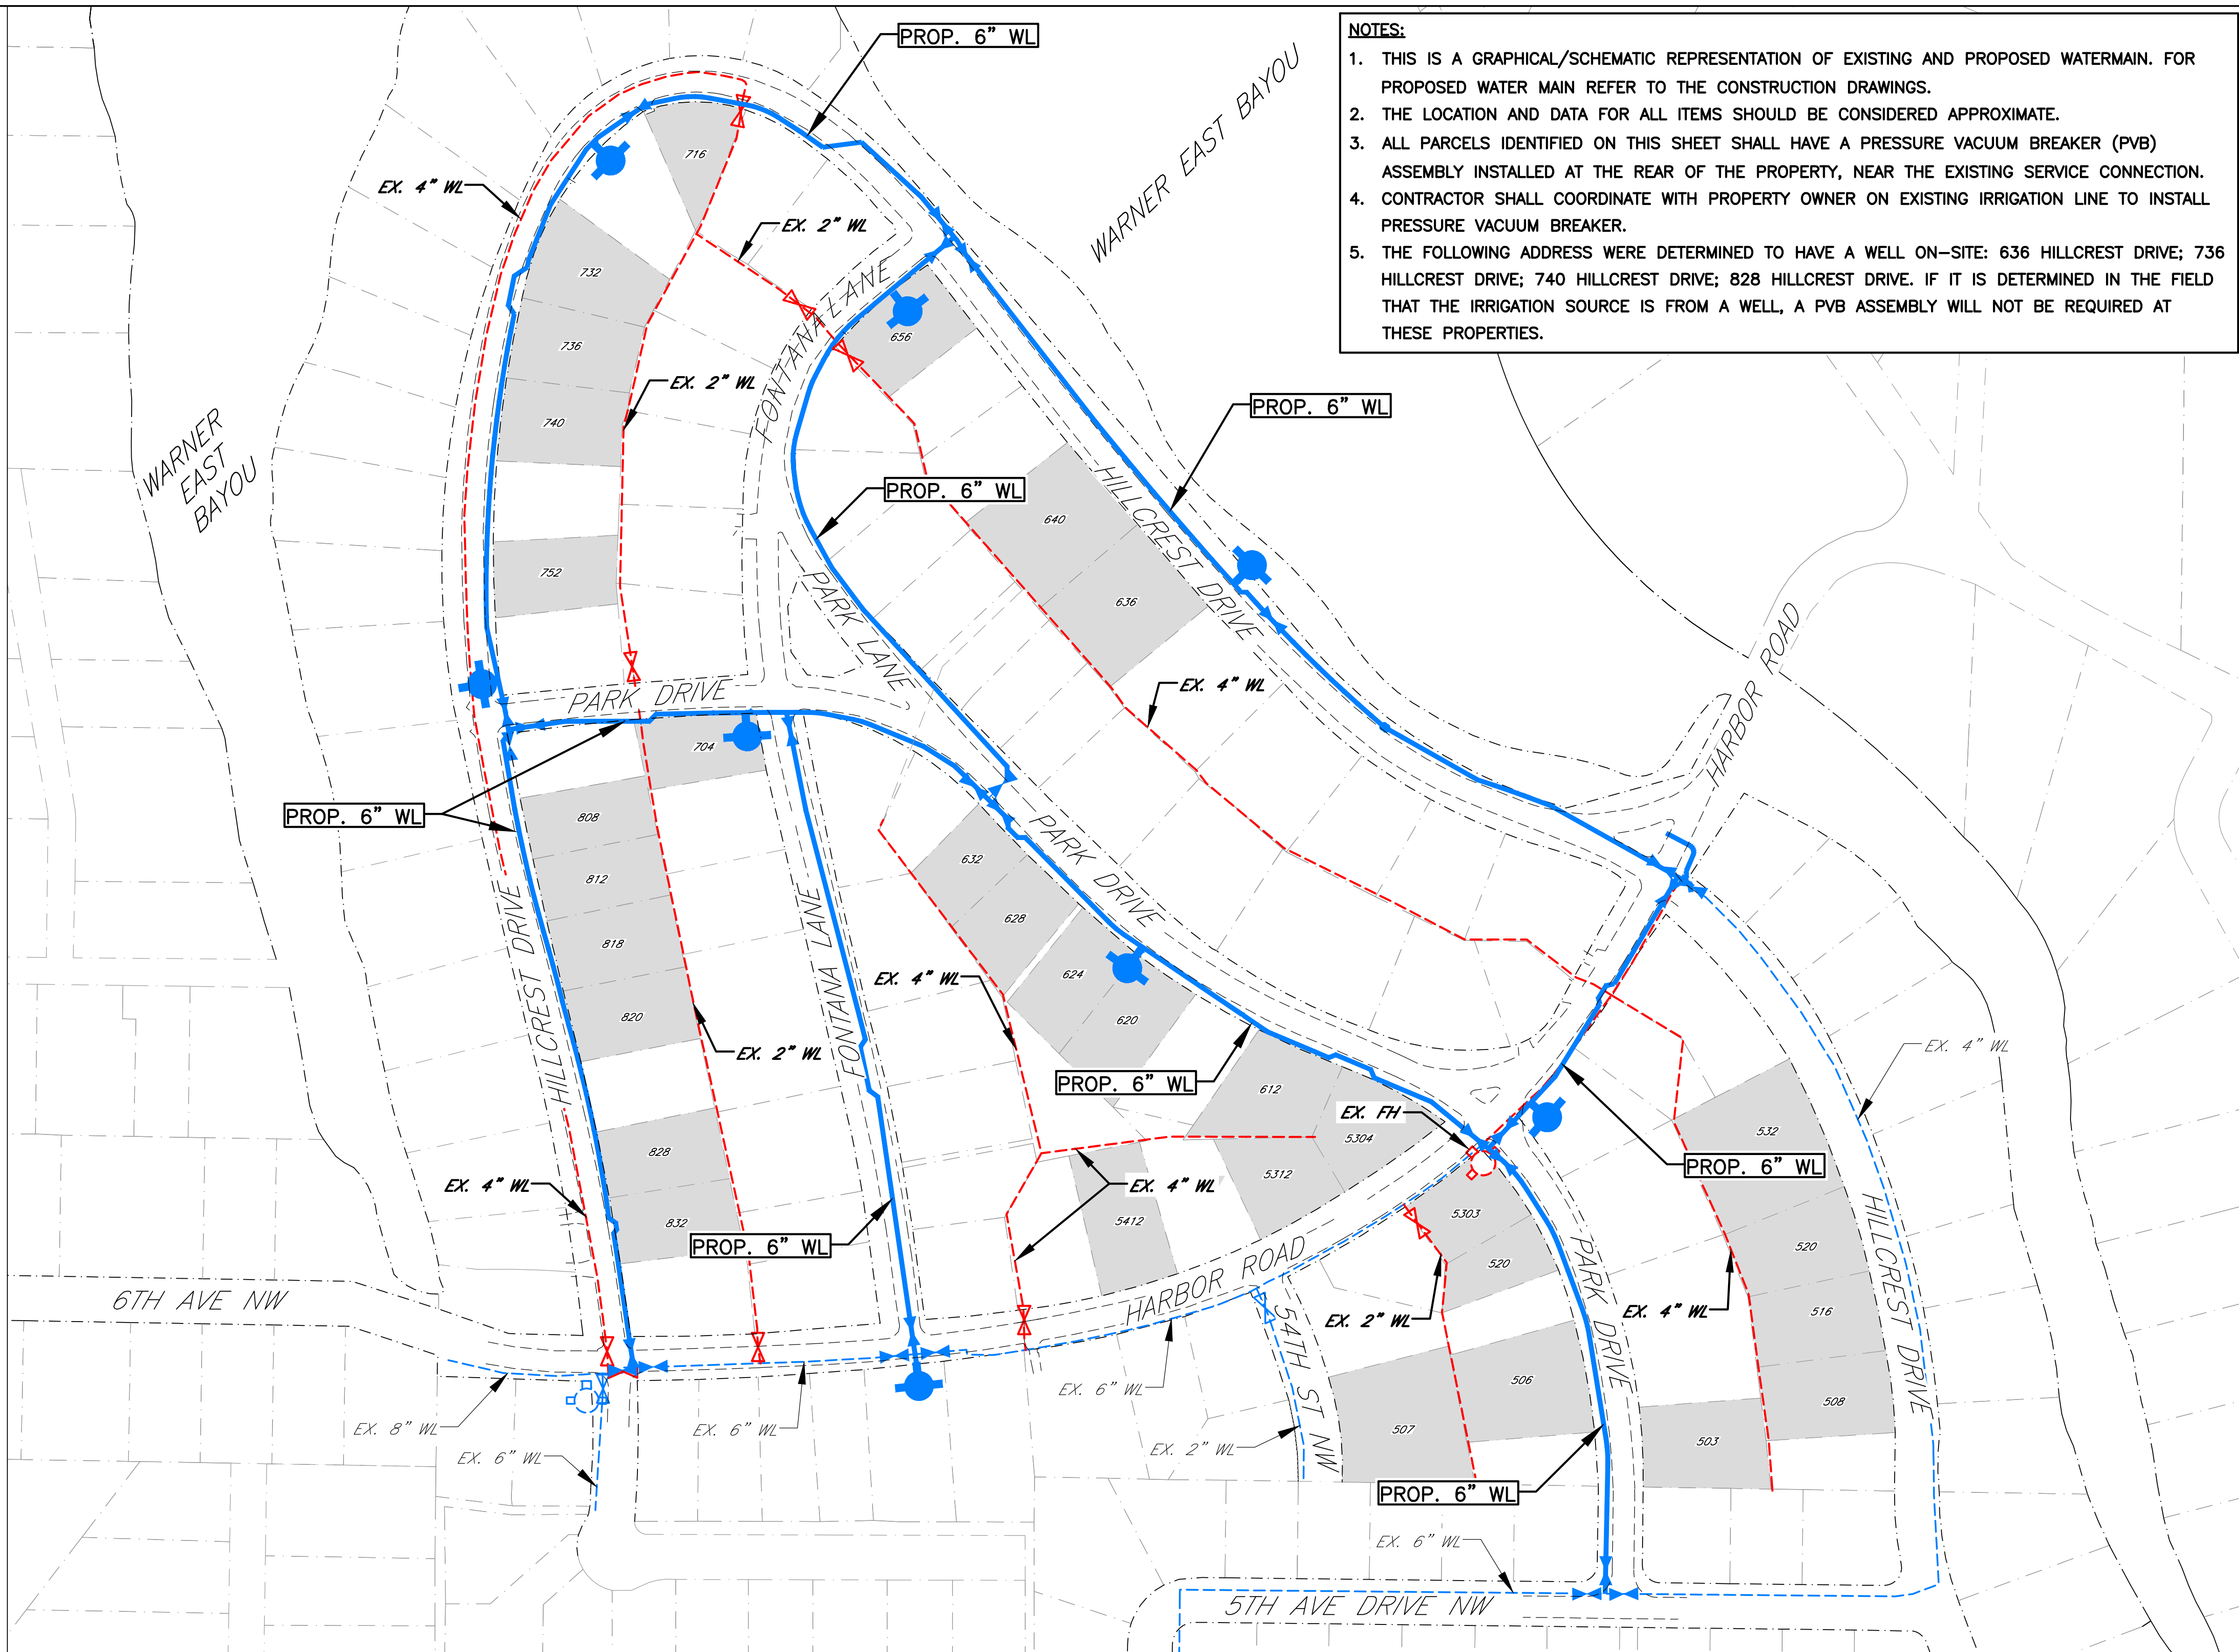 PROP. 6" WL
NOTES:
1. THIS IS A GRAPHICAL/SCHEMATIC REPRESENTATION OF EXISTING AND PROPOSED WATERMAIN. FOR
PROPOSED WATER MAIN REFER TO THE CONSTRUCTION DRAWINGS.
2. THE LOCATION AND DATA FOR ALL ITEMS SHOULD BE CONSIDERED APPROXIMATE.
3. ALL PARCELS IDENTIFIED ON THIS SHEET SHALL HAVE A PRESSURE VACUUM BREAKER (PVB)
ASSEMBLY INSTALLED AT THE REAR OF THE PROPERTY, NEAR THE EXISTING SERVICE CONNECTION.
4. CONTRACTOR SHALL COORDINATE WITH PROPERTY OWNER ON EXISTING IRRIGATION LINE TO INSTALL
PRESSURE VACUUM BREAKER.
5. THE FOLLOWING ADDRESS WERE DETERMINED TO HAVE A WELL ON-SITE: 636 HILLCREST DRIVE; 736
HILLCREST DRIVE; 740 HILLCREST DRIVE; 828 HILLCREST DRIVE. IF IT IS DETERMINED IN THE FIELD
THAT THE IRRIGATION SOURCE IS FROM A WELL, A PVB ASSEMBLY WILL NOT BE REQUIRED AT
THESE PROPERTIES.
WARNER EAST BAYOU
716
EX. 4" WL
EX. 2" WL
732
FONTANA LANE
656
736
EX. 2" WL
740
PROP. 6" WL
WARNER
EAST
BAYOU
PROP. 6" WL
640
HILLCREST DRIVE
752
636
PARK LANE
HARBOR ROAD
EX. 4" WL
PARK DRIVE
704
PROP. 6" WL
808
632
PARK DRIVE
812
628
818
HILLCREST DRIVE
FONTANA LANE
EX. 4" WL
624
820
620
EX. 2" WL
EX. 4" WL
PROP. 6" WL
612
EX. FH
5304
532
828
5312
PROP. 6" WL
EX. 4" WL
EX. 4" WL
5412
832
5303
PROP. 6" WL
520
520
HILLCREST DRIVE
HARBOR ROAD
PARK DRIVE
6TH AVE NW
EX. 2" WL
EX. 4" WL
516
54TH ST NW
506
EX. 6" WL
508
EX. 8" WL
EX. 6" WL
507
503
EX. 2" WL
EX. 6" WL
PROP. 6" WL
EX. 6" WL
5TH AVE DRIVE NW